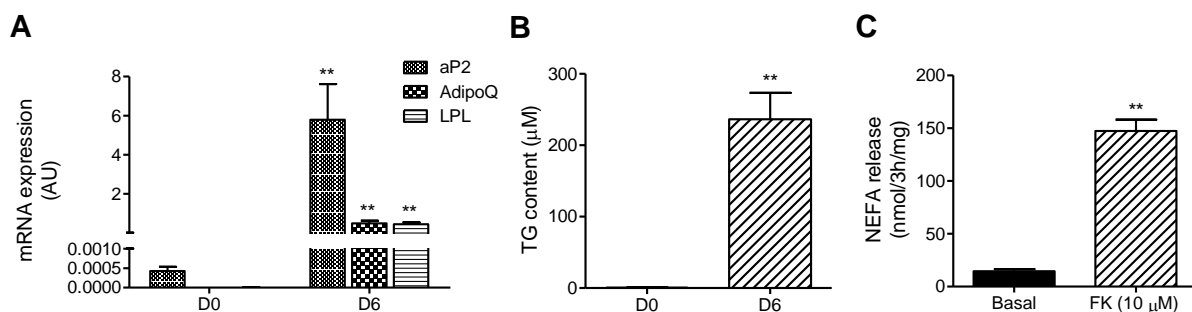 A
mRNA expression
(AU)
8
6
4
2
0.0010
0.0005
0.0000
**
**
**
aP2
AdipoQ
LPL
D0
D6
B
TG content (μM)
300
200
100
0
**
D0
D6
C
NEFA release
(nmol/3h/mg)
200
150
100
50
0
**
Basal
FK (10 μM)